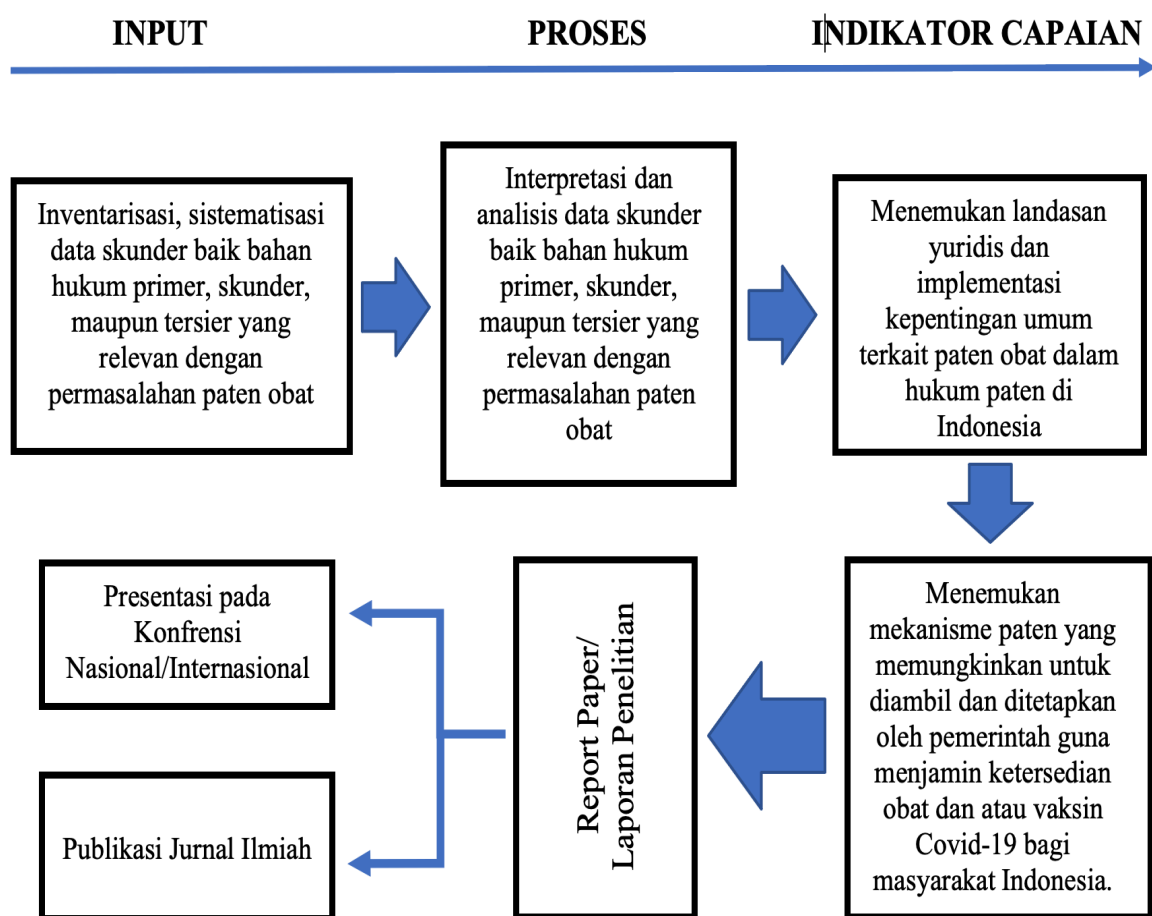 INPUT
PROSES
INDIKATOR CAPAIAN
Inventarisasi, sistematisasi
data skunder baik bahan
hukum primer, skunder,
maupun tersier yang
relevan dengan
permasalahan paten obat
Interpretasi dan
analisis data skunder
baik bahan hukum
primer, skunder,
maupun tersier yang
relevan dengan
permasalahan paten
obat
Menemukan landasan
yuridis dan
implementasi
kepentingan umum
terkait paten obat dalam
hukum paten di
Indonesia
Menemukan
mekanisme paten yang
memungkinkan untuk
diambil dan ditetapkan
oleh pemerintah guna
menjamin ketersedian
obat dan atau vaksin
Covid-19 bagi
masyarakat Indonesia.
Report Paper/
Laporan Penelitian
Presentasi pada
Konfrensi
Nasional/Internasional
Publikasi Jurnal Ilmiah